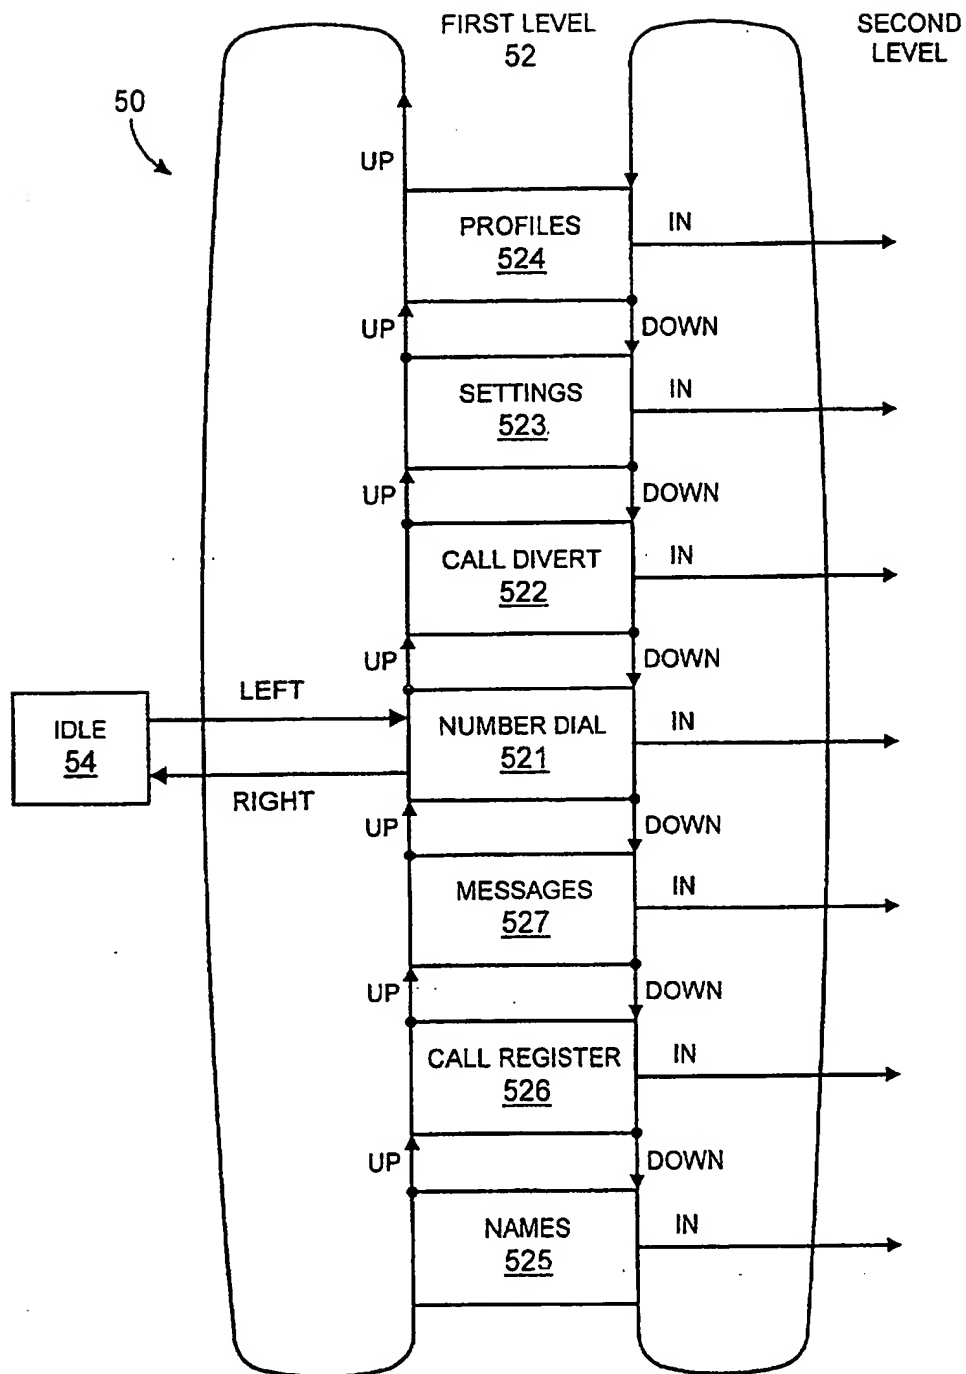 FIRST LEVEL
52
SECOND
LEVEL
50
UP
PROFILES
524
IN
UP
DOWN
SETTINGS
523
IN
UP
DOWN
CALL DIVERT
522
IN
UP
DOWN
IDLE
54
LEFT
RIGHT
NUMBER DIAL
521
IN
UP
DOWN
MESSAGES
527
IN
UP
DOWN
CALL REGISTER
526
IN
UP
DOWN
NAMES
525
IN